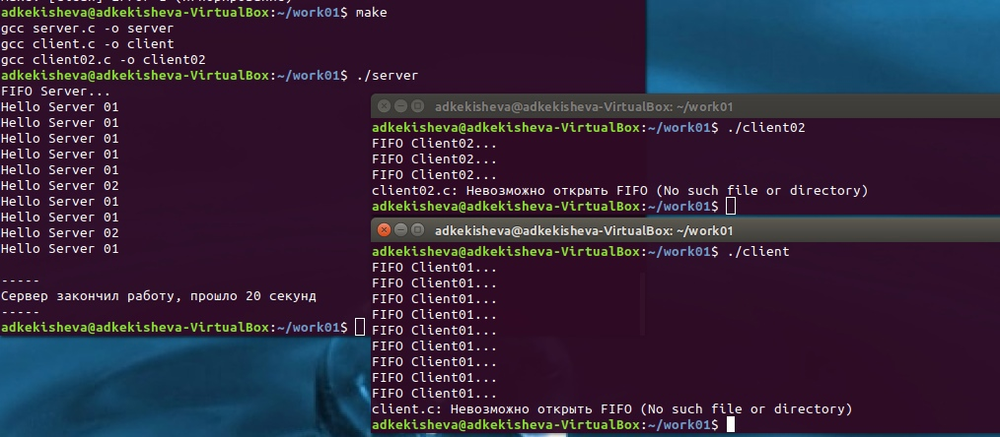 adkekisheva@adkekisheva-VirtualBox:~/work01$ make
gcc server.c -o server
gcc client.c -o client
gcc client02.c -o client02
adkekisheva@adkekisheva-VirtualBox:~/work01$ ./server
FIFO Server...
Hello Server 01
Hello Server 01
Hello Server 01
Hello Server 01
Hello Server 01
Hello Server 02
Hello Server 01
Hello Server 01
Hello Server 02
Hello Server 01
-----
Сервер закончил работу, прошло 20 секунд
-----
adkekisheva@adkekisheva-VirtualBox:~/work01$
adkekisheva@adkekisheva-VirtualBox: ~/work01
adkekisheva@adkekisheva-VirtualBox:~/work01$ ./client02
FIFO Client02...
FIFO Client02...
FIFO Client02...
client02.c: Невозможно открыть FIFO (No such file or directory)
adkekisheva@adkekisheva-VirtualBox:~/work01$
adkekisheva@adkekisheva-VirtualBox: ~/work01
adkekisheva@adkekisheva-VirtualBox:~/work01$ ./client
FIFO Client01...
FIFO Client01...
FIFO Client01...
FIFO Client01...
FIFO Client01...
FIFO Client01...
FIFO Client01...
FIFO Client01...
FIFO Client01...
client.c: Невозможно открыть FIFO (No such file or directory)
adkekisheva@adkekisheva-VirtualBox:~/work01$